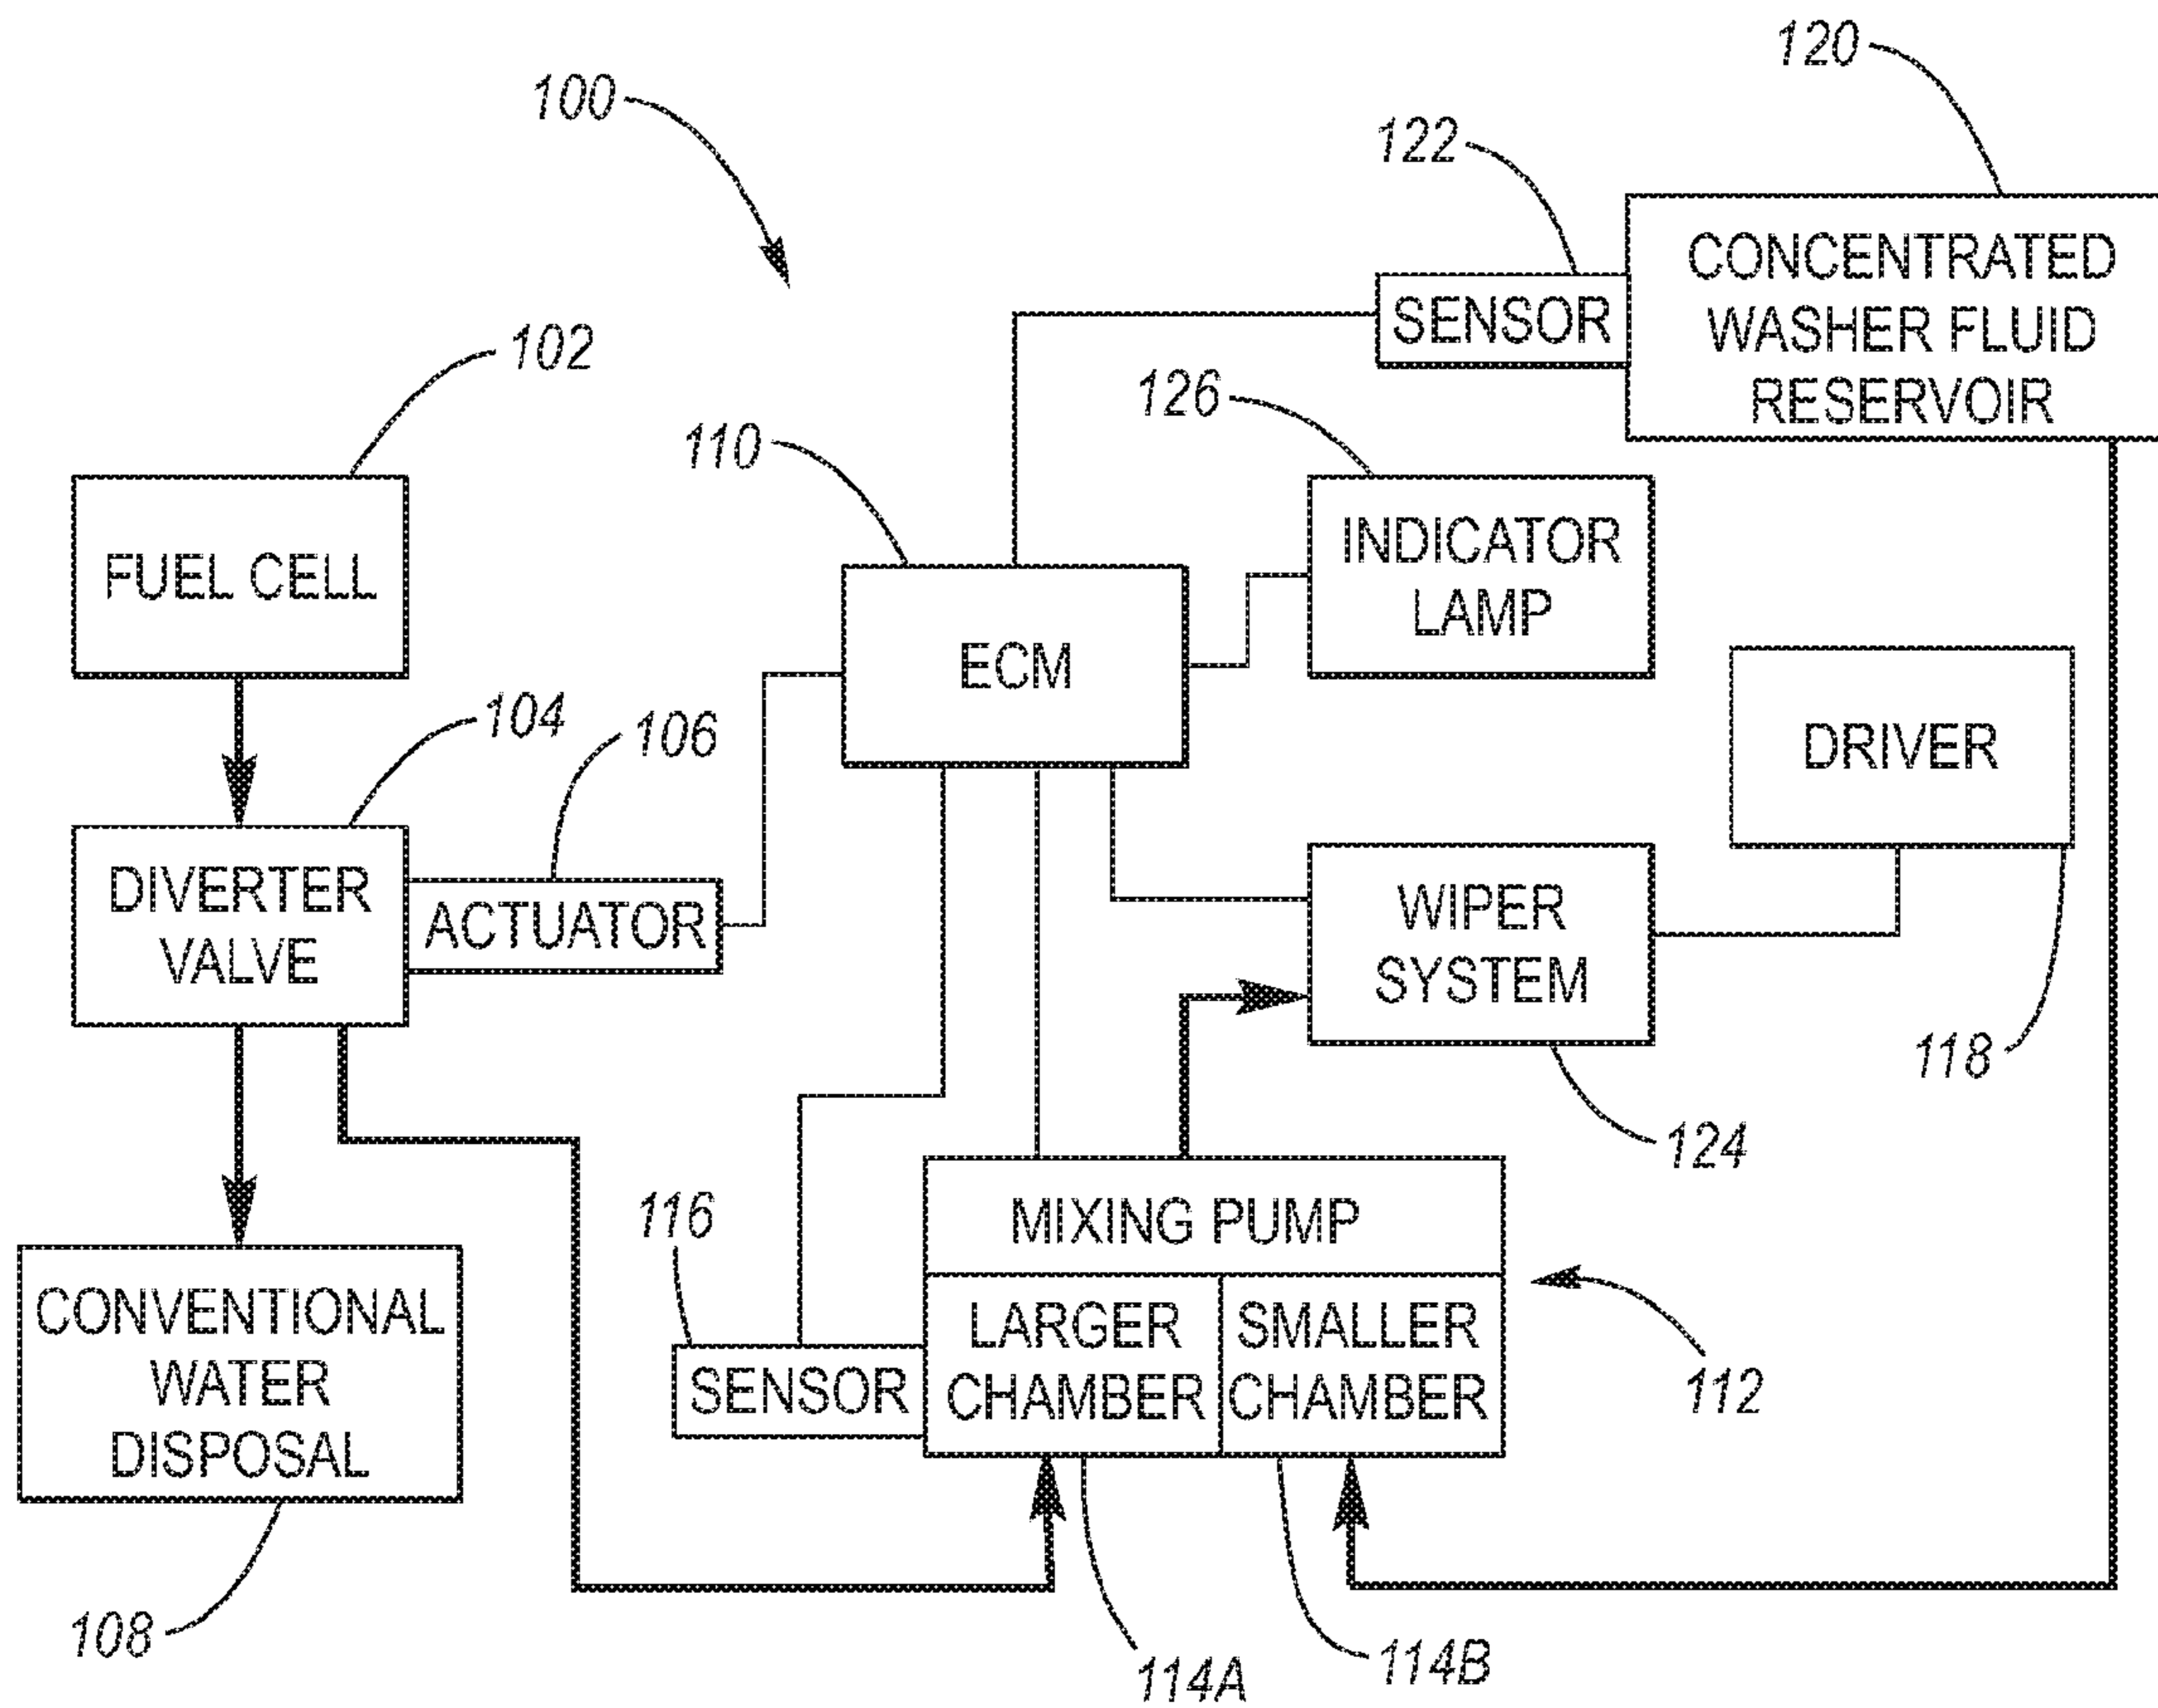 120
100
122
CONCENTRATED
WASHER FLUID
RESERVOIR
SENSOR
102
126
110
INDICATOR
LAMP
FUEL CELL
ECM
104
106
DRIVER
DIVERTER
VALVE
ACTUATOR
WIPER
SYSTEM
118
124
116
MIXING PUMP
CONVENTIONAL
WATER
DISPOSAL
SENSOR
LARGER
CHAMBER
SMALLER
CHAMBER
112
108
114A
114B